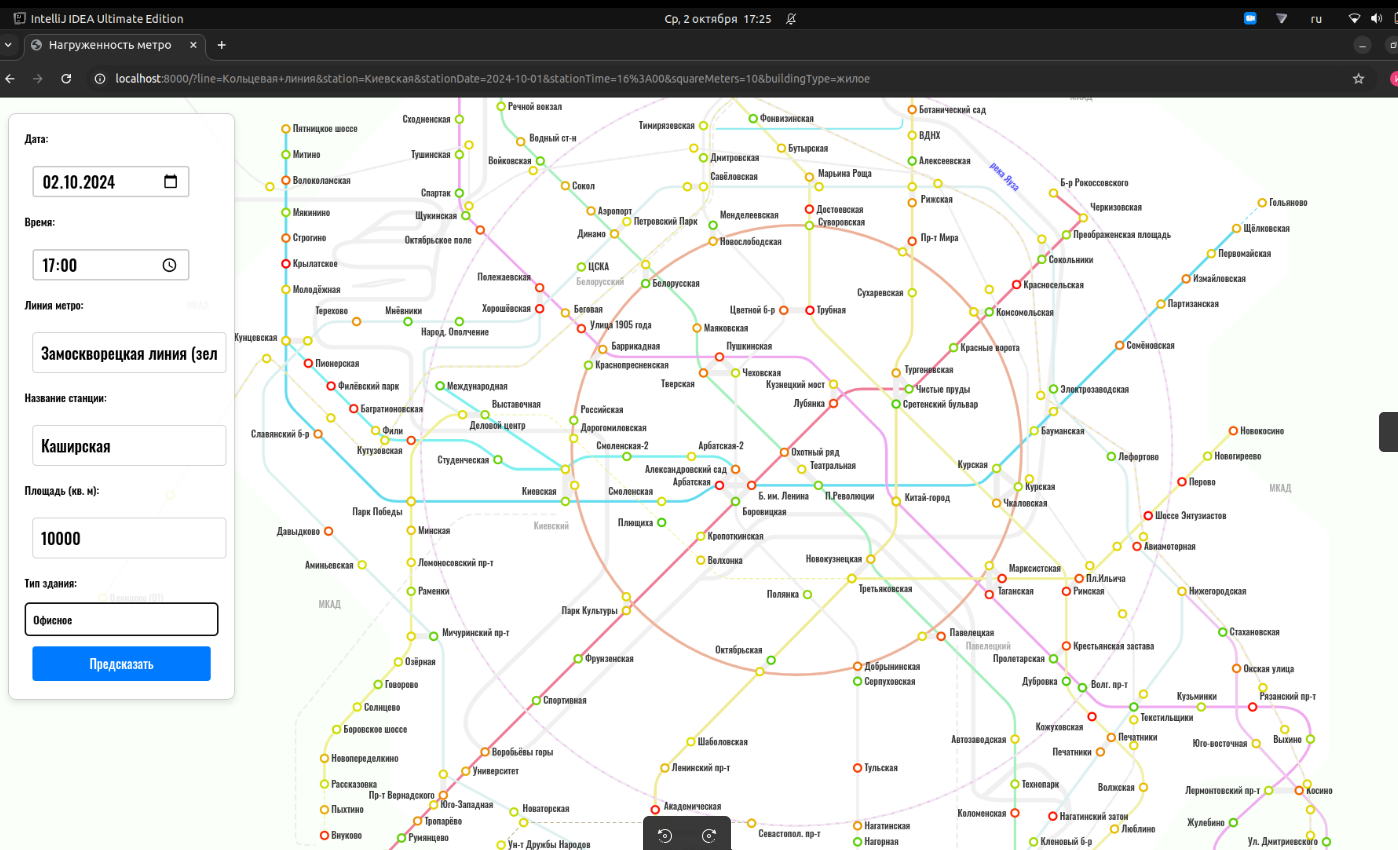 IntelliJ IDEA Ultimate Edition
Ср, 2 октября 17:25
ru
Нагруженность метро
localhost:8000/?line=Кольцевая+линия&station=Киевская&stationDate=2024-10-01&stationTime=16%3A00&squareMeters=10&buildingType=жилое
Дата:
02.10.2024
Время:
17:00
Линия метро:
Замоскворецкая линия (зел
Название станции:
Каширская
Площадь (кв. м):
10000
Тип здания:
Офисное
Предсказать
МКАД
Речной вокзал
Ботанический сад
Сходненская
Фонвизинская
Пятницкое шоссе
Тимирязевская
ВДНХ
Водный ст-н
Бутырская
Митино
Тушинская
Войковская
Дмитровская
Алексеевская
река Яуза
Волоколамская
Савёловская
Марьина Роща
Б-р Рокоссовского
Сокол
Спартак
Рижская
Гольяново
Мякинино
Щукинская
Аэропорт
Петровский Парк
Менделеевская
Достоевская
Суворовская
Черкизовская
Щёлковская
Динамо
Преображенная площадь
Строгино
Октябрьское поле
Новослободская
Пр-т Мира
Первомайская
Крылатское
ЦСКА
Сокольники
Полежаевская
Белорусский
Белорусская
Измайловская
Молодёжная
Сухаревская
Красносельская
Партизанская
МКАД
Терехово
Мнёвники
Хорошёвская
Беговая
Цветной б-р
Трубная
Комсомольская
Народ. Ополчение
Улица 1905 года
Маяковская
Кунцевская
Баррикадная
Пушкинская
Красные ворота
Семёновская
Пионерская
Краснопресненская
Тургеневская
Филёвский парк
Международная
Тверская
Чеховская
Кузнецкий мост
Чистые пруды
Электрозаводская
Багратионовская
Выставочная
Российская
Лубянка
Сретенский бульвар
Деловой центр
Дорогомиловская
Славянский б-р
Фили
Бауманская
Новокосино
Кутузовская
Смоленская-2
Арбатская-2
Охотный ряд
Студенческая
Александровский сад
Театральная
Курская
Лефортово
Новогиреево
Арбатская
Киевская
Смоленская
Б. им. Ленина
П.Революции
Китай-город
Курская
Перово
МКАД
Парк Победы
Боровицкая
Чкаловская
Шоссе Энтузиастов
Киевский
Плющиха
Давыдково
Минская
Кропоткинская
Авиамоторная
Аминьевская
Ломоносовский пр-т
Волхонка
Новокузнецкая
Марксистская
Пл.Ильича
Раменки
Полянка
Третьяковская
Таганская
Римская
Нижегородская
МКАД
Парк Культуры
Мичуринский пр-т
Павелецкая
Стахановская
Октябрьская
Павелецкий
Крестьянская застава
Озёрная
Фрунзенская
Добрынинская
Пролетарская
Окская улица
Говорово
Серпуховская
Дубровка
Волг. пр-т
Спортивная
Кузьминки
Рязанский пр-т
Солнцево
Текстильщики
Боровское шоссе
Кожуховская
Шаболовская
Автозаводская
Печатники
Юго-восточная
Выхино
Воробьёвы горы
Печатники
Новопеределкино
Университет
Ленинский пр-т
Тульская
Рассказовка
Технопарк
Волжская
Лермонтовский пр-т
Косино
Пр-т Вернадского
Юго-Западная
Пыхтино
Новаторская
Академическая
Коломенская
Нагатинский затон
Тропарёво
Нагатинская
Жулебино
Внуково
Румянцево
Севастопол. пр-т
Люблино
Ун-т Дружбы Народов
Нагорная
Кленовый б-р
Ул. Дмитриевского